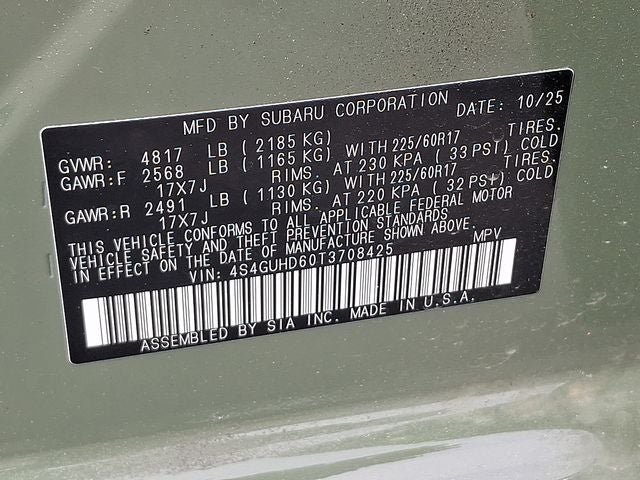 MFD BY SUBARU CORPORATION DATE: 10/25
GVWR: 4817 LB (2185 KG)
GAWR:F 2568 LB (1165 KG) WITH 225/60R17 TIRES.
17X7J RIMS. AT 230 KPA (33 PSI) COLD
GAWR:R 2491 LB (1130 KG) WITH 225/60R17 TIRES.
17X7J RIMS. AT 220 KPA (32 PSI) COLD
THIS VEHICLE CONFORMS TO ALL APPLICABLE FEDERAL MOTOR
VEHICLE SAFETY AND THEFT PREVENTION STANDARDS
IN EFFECT ON THE DATE OF MANUFACTURE SHOWN ABOVE.
VIN: 4S4GUHD60T3708425 MPV
ASSEMBLED BY SIA INC. MADE IN U.S.A.